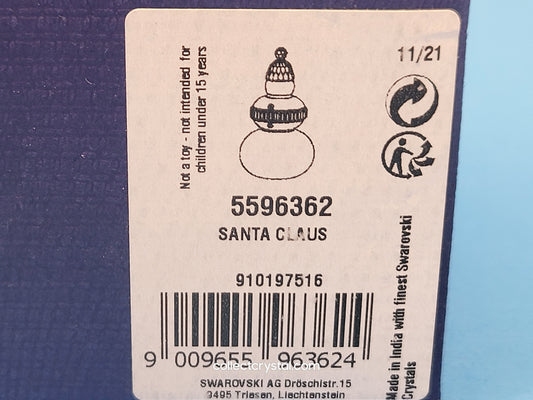 Not a toy - not intended for
children under 15 years
11/21
5596362
SANTA CLAUS
910197516
9 009655 963624
collectcrystal.com
SWAROVSKI AG Dröschistr.15
9495 Triesen, Liechtenstein
Made in India with finest Swarovski
Crystals